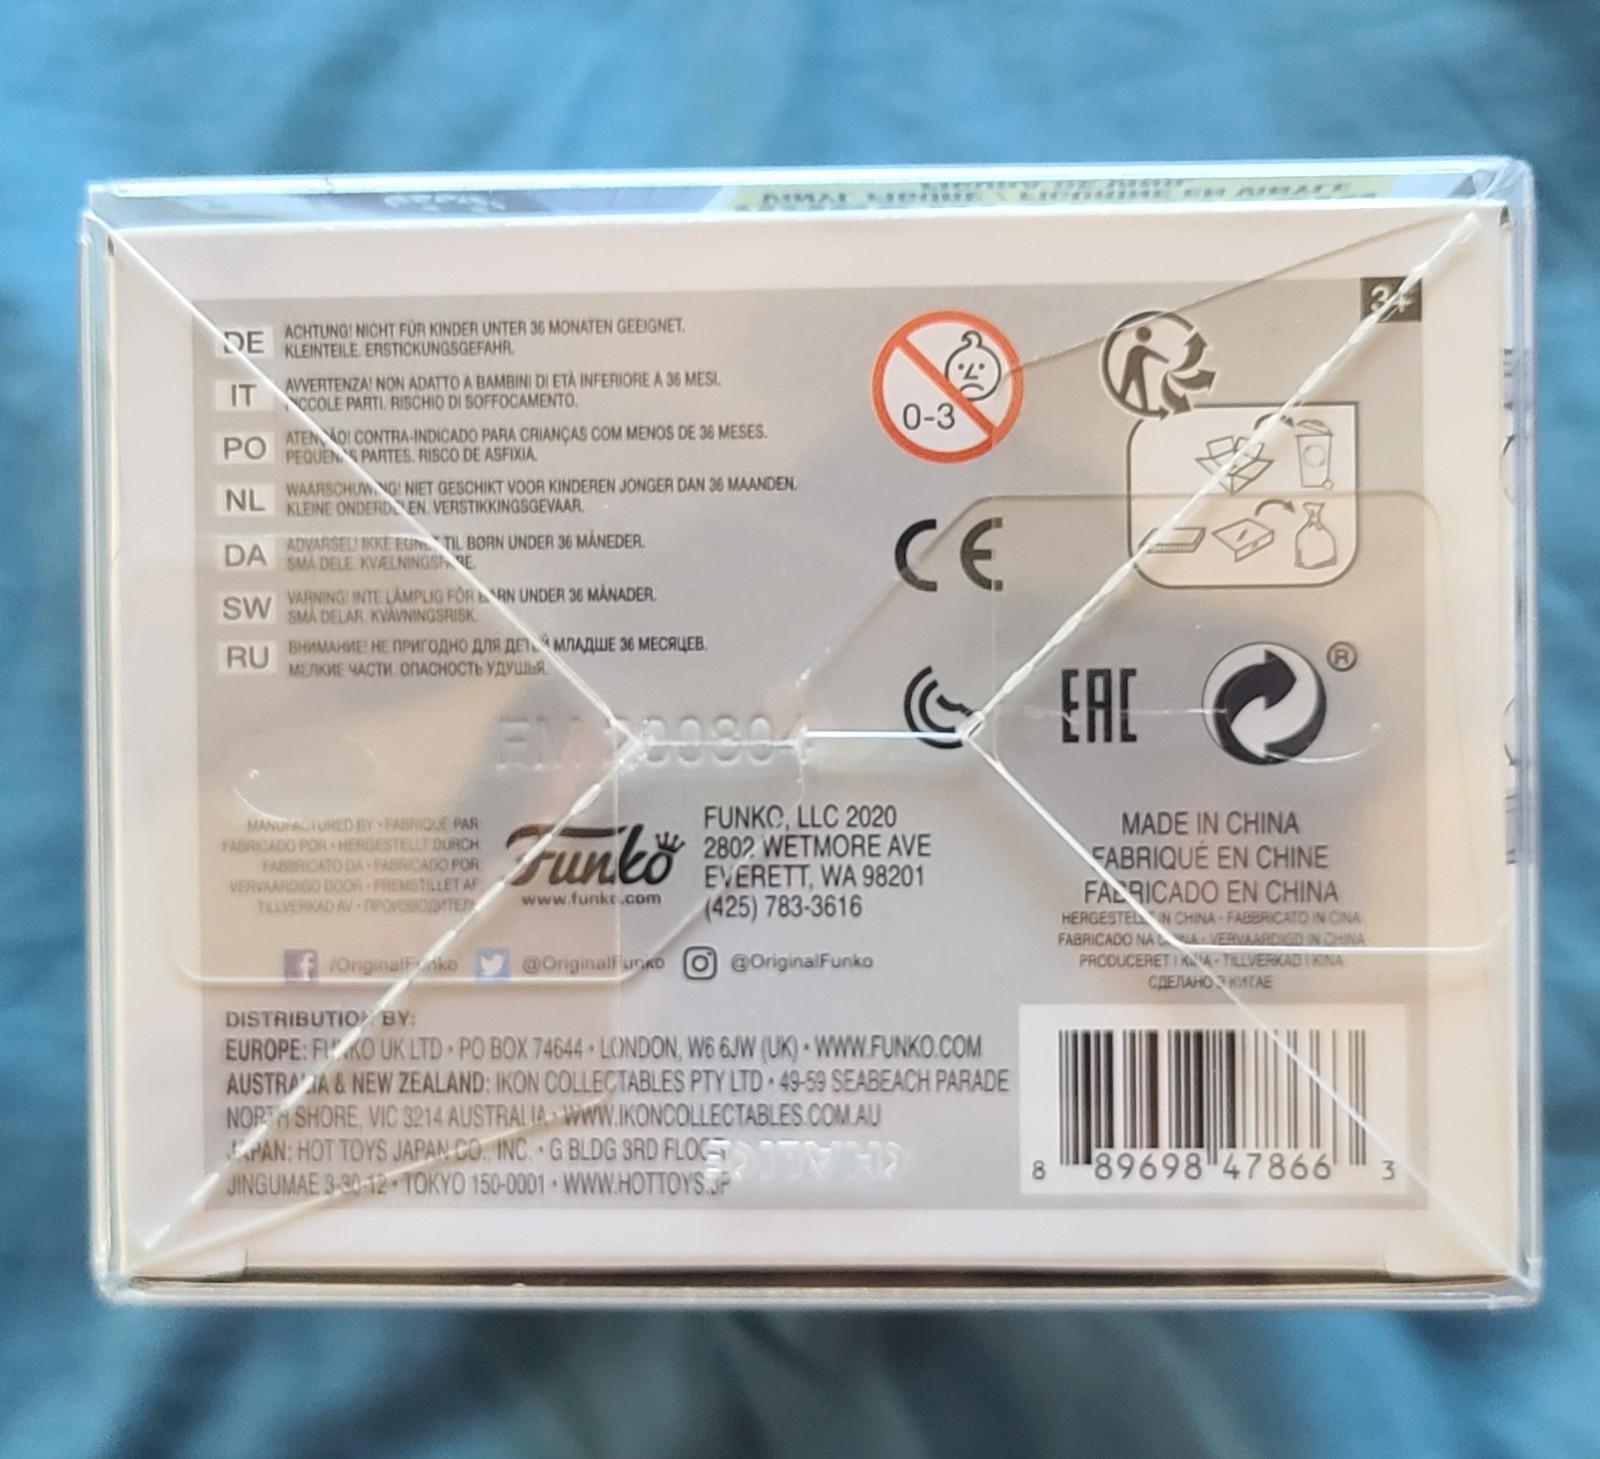 3+
DE ACHTUNG! NICHT FÜR KINDER UNTER 36 MONATEN GEEIGNET.
KLEINTEILE. ERSTICKUNGSGEFAHR.
IT AVVERTENZA! NON ADATTO A BAMBINI DI ETÀ INFERIORE A 36 MESI.
PICCOLE PARTI. RISCHIO DI SOFFOCAMENTO.
PO ATENÇÃO! CONTRA-INDICADO PARA CRIANÇAS COM MENOS DE 36 MESES.
PEQUENAS PARTES. RISCO DE ASFIXIA.
NL WAARSCHUWING! NIET GESCHIKT VOOR KINDEREN JONGER DAN 36 MAANDEN.
KLEINE ONDERDELEN. VERSTIKKINGSGEVAAR.
DA ADVARSEL! IKKE EGNET TIL BØRN UNDER 36 MÅNEDER.
SMÅ DELE. KVÆLNINGSFARE.
SW VARNING! INTE LÄMPLIG FÖR BARN UNDER 36 MÅNADER.
SMÅ DELAR. KVÄVNINGSRISK.
RU ВНИМАНИЕ! НЕ ПРИГОДНО ДЛЯ ДЕТЕЙ МЛАДШЕ 36 МЕСЯЦЕВ.
МЕЛКИЕ ЧАСТИ. ОПАСНОСТЬ УДУШЬЯ.
0-3
CE
EAC
®
MANUFACTURED BY • FABRIQUÉ PAR
FABRICADO POR • HERGESTELLT DURCH
FABBRICATO DA • FABRICADO POR
VERVAARDIGD DOOR • FREMSTILLET AF
TILLVERKAD AV • ПРОИЗВОДИТЕЛЬ
Funko
www.funko.com
FUNKO, LLC 2020
2802 WETMORE AVE
EVERETT, WA 98201
(425) 783-3616
/OriginalFunko @OriginalFunko @OriginalFunko
MADE IN CHINA
FABRIQUÉ EN CHINE
FABRICADO EN CHINA
HERGESTELLT IN CHINA • FABBRICATO IN CINA
FABRICADO NA CHINA • VERVAARDIGD IN CHINA
PRODUCERET I KINA • TILLVERKAD I KINA
СДЕЛАНО В КИТАЕ
DISTRIBUTION BY:
EUROPE: FUNKO UK LTD • PO BOX 74644 • LONDON, W6 6JW (UK) • WWW.FUNKO.COM
AUSTRALIA & NEW ZEALAND: IKON COLLECTABLES PTY LTD • 49-59 SEABEACH PARADE
NORTH SHORE, VIC 3214 AUSTRALIA • WWW.IKONCOLLECTABLES.COM.AU
JAPAN: HOT TOYS JAPAN CO., INC. • G BLDG 3RD FLOOR
JINGUMAE 3-30-12 • TOKYO 150-0001 • WWW.HOTTOYS.JP
8 89698 47866 3